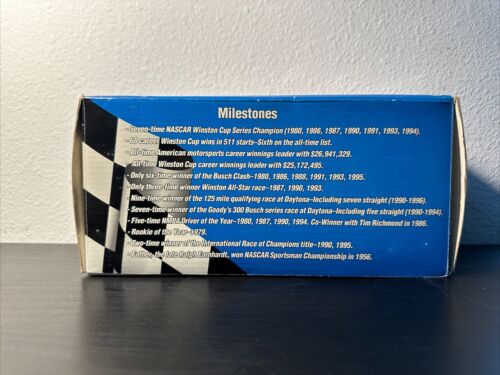 Milestones
- Seven-time NASCAR Winston Cup Series Champion (1980, 1986, 1987, 1990, 1991, 1993, 1994).
- 68 career Winston Cup wins in 511 starts–Sixth on the all-time list.
- All-time American motorsports career winnings leader with $26,941,329.
- All-time Winston Cup career winnings leader with $25,172,495.
- Only six-time winner of the Busch Clash–1980, 1986, 1988, 1991, 1993, 1995.
- Only three-time winner Winston All-Star race–1987, 1990, 1993.
- Nine-time winner of the 125 mile qualifying race at Daytona–Including seven straight (1990-1996).
- Seven-time winner of the Goody's 300 Busch series race at Daytona–Including five straight (1990-1994).
- Five-time NMPA Driver of the Year–1980, 1987, 1990, 1994. Co-Winner with Tim Richmond in 1986.
- Rookie of the Year–1979.
- Two-time winner of the International Race of Champions title–1990, 1995.
- Father, the late Ralph Earnhardt, won NASCAR Sportsman Championship in 1956.